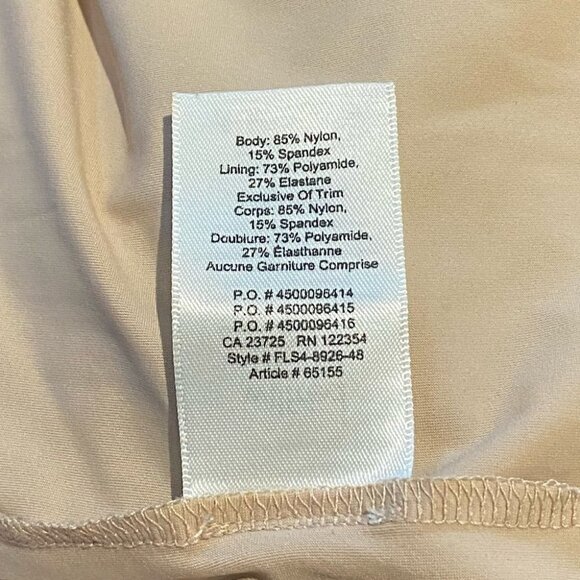 Body: 85% Nylon,
15% Spandex
Lining: 73% Polyamide,
27% Elastane
Exclusive Of Trim
Corps: 85% Nylon,
15% Spandex
Doublure: 73% Polyamide,
27% Élasthanne
Aucune Garniture Comprise
P.O. # 4500096414
P.O. # 4500096415
P.O. # 4500096416
CA 23725 RN 122354
Style # FLS4-8926-48
Article # 65155